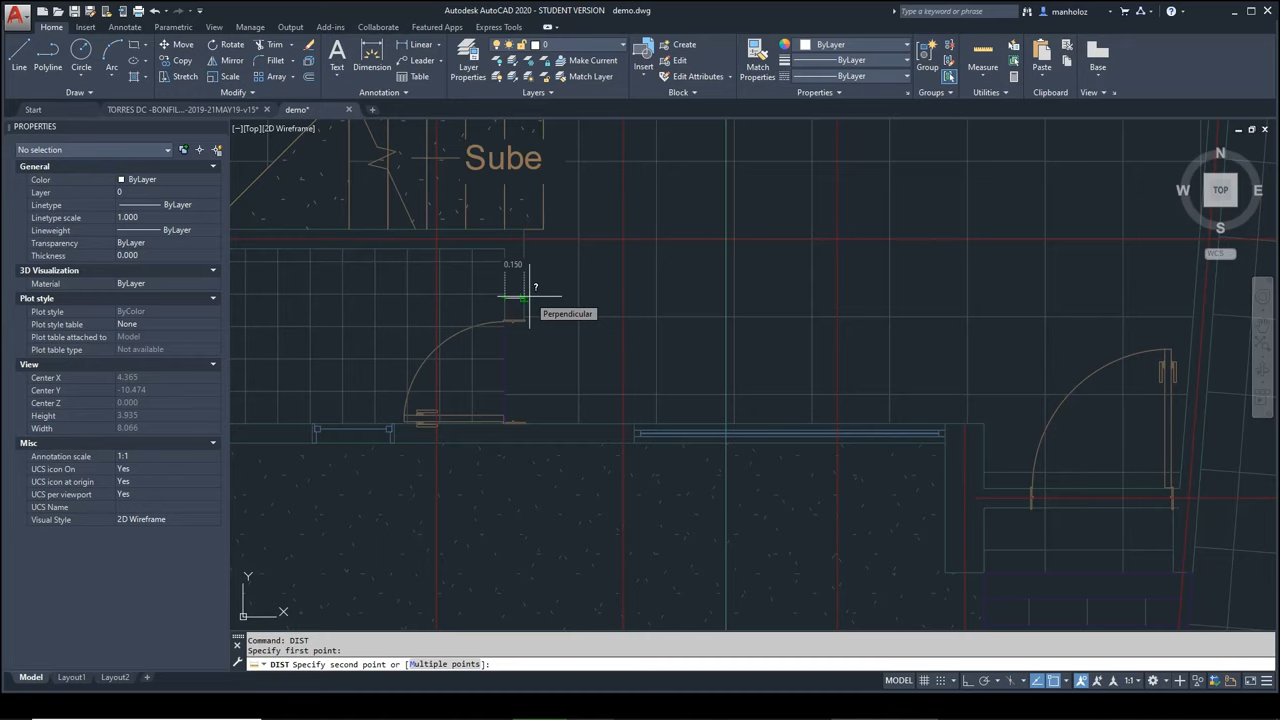 Autodesk AutoCAD 2020 - STUDENT VERSION demo.dwg
Type a keyword or phrase
manholoz
Home Insert Annotate Parametric View Manage Output Add-ins Collaborate Featured Apps Express Tools
Line Polyline Circle Arc
Move Rotate Trim
Copy Mirror Fillet
Stretch Scale Array
Text Dimension
Linear
Leader
Table
Layer Properties
0
Make Current
Match Layer
Insert
Create
Edit
Edit Attributes
Match Properties
ByLayer
ByLayer
ByLayer
Group
Measure
Paste
Base
Draw Modify Annotation Layers Block Properties Groups Utilities Clipboard View
Start TORRES DC -BONFIL...-2019-21MAY19-v15* demo*
PROPERTIES
No selection
General
Color ByLayer
Layer 0
Linetype ByLayer
Linetype scale 1.000
Lineweight ByLayer
Transparency ByLayer
Thickness 0.000
3D Visualization
Material ByLayer
Plot style
Plot style ByColor
Plot style table None
Plot table attached to Model
Plot table type Not available
View
Center X 4.365
Center Y -10.474
Center Z 0.000
Height 3.935
Width 8.066
Misc
Annotation scale 1:1
UCS icon On Yes
UCS icon at origin Yes
UCS per viewport Yes
UCS Name
Visual Style 2D Wireframe
[−][Top][2D Wireframe]
Sube
0.150
?
Perpendicular
N
W TOP E
S
WCS
Y
X
Command: DIST
Specify first point:
DIST Specify second point or [Multiple points]:
Model Layout1 Layout2 +
MODEL 1:1